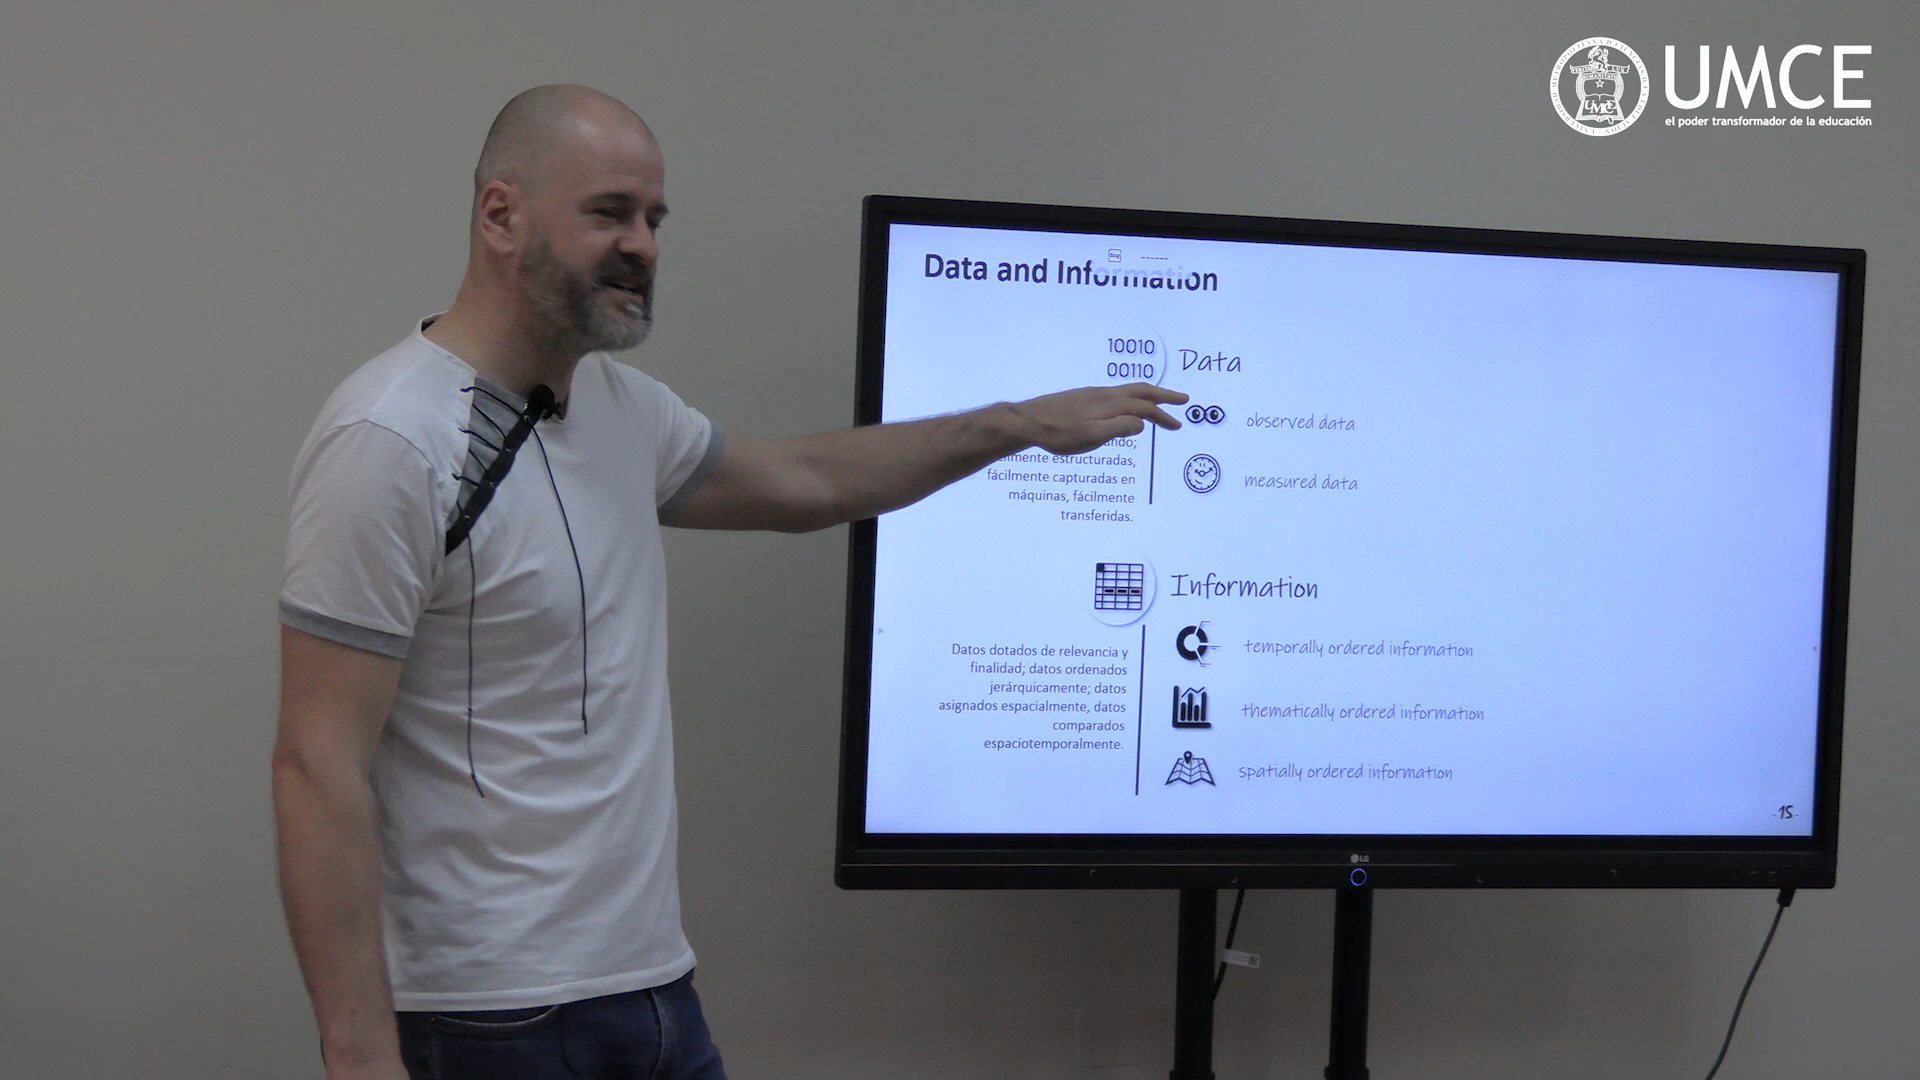 UMCE
el poder transformador de la educación
Data and Information
10010
00110
Data
observed data
measured data
estructuradas,
fácilmente capturadas en
máquinas, fácilmente
transferidas.
Information
Datos dotados de relevancia y
finalidad; datos ordenados
jerárquicamente; datos
asignados espacialmente, datos
comparados
espaciotemporalmente.
temporally ordered information
thematically ordered information
spatially ordered information
-15-
LG